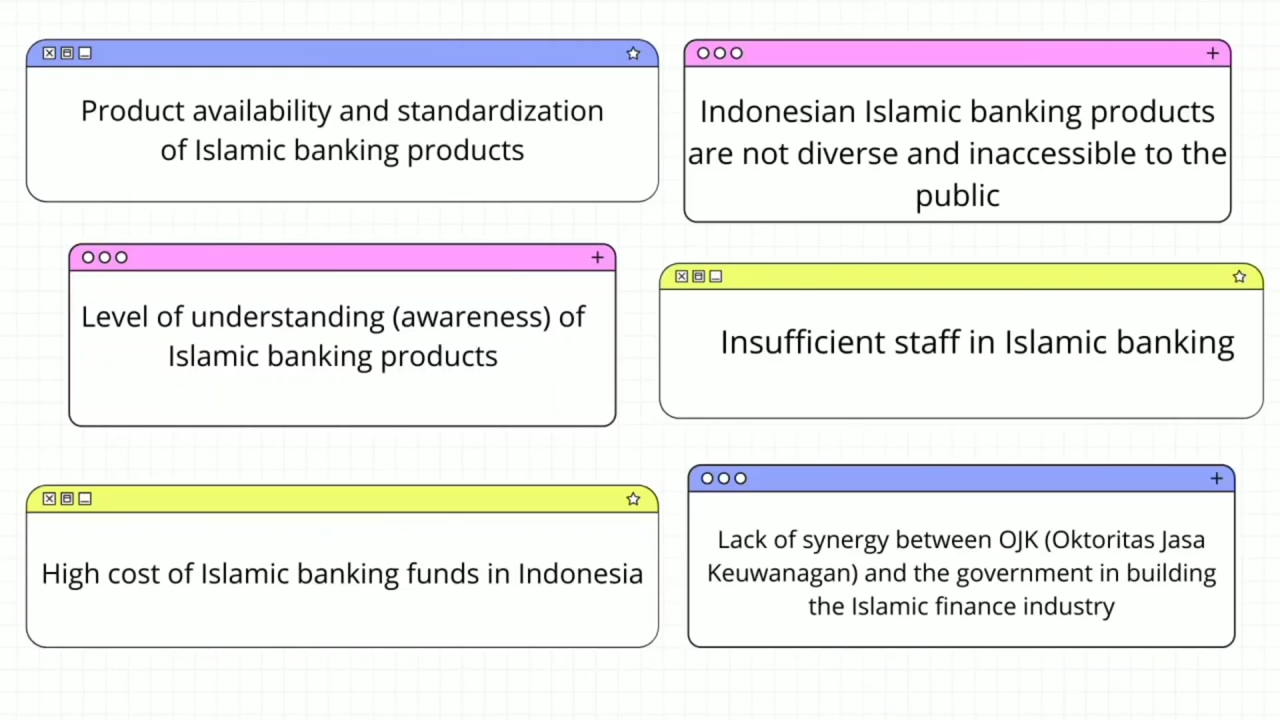 Product availability and standardization
of Islamic banking products
Indonesian Islamic banking products
are not diverse and inaccessible to the
public
Level of understanding (awareness) of
Islamic banking products
Insufficient staff in Islamic banking
High cost of Islamic banking funds in Indonesia
Lack of synergy between OJK (Oktoritas Jasa
Keuwanagan) and the government in building
the Islamic finance industry